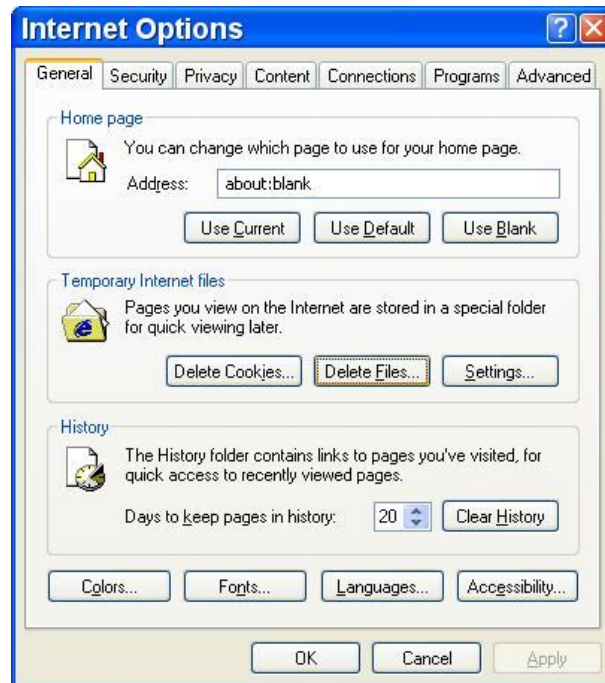 Internet Options
General Security Privacy Content Connections Programs Advanced
Home page
You can change which page to use for your home page.
Address: about:blank
Use Current Use Default Use Blank
Temporary Internet files
Pages you view on the Internet are stored in a special folder
for quick viewing later.
Delete Cookies... Delete Files... Settings...
History
The History folder contains links to pages you've visited, for
quick access to recently viewed pages.
Days to keep pages in history: 20 Clear History
Colors... Fonts... Languages... Accessibility...
OK Cancel Apply